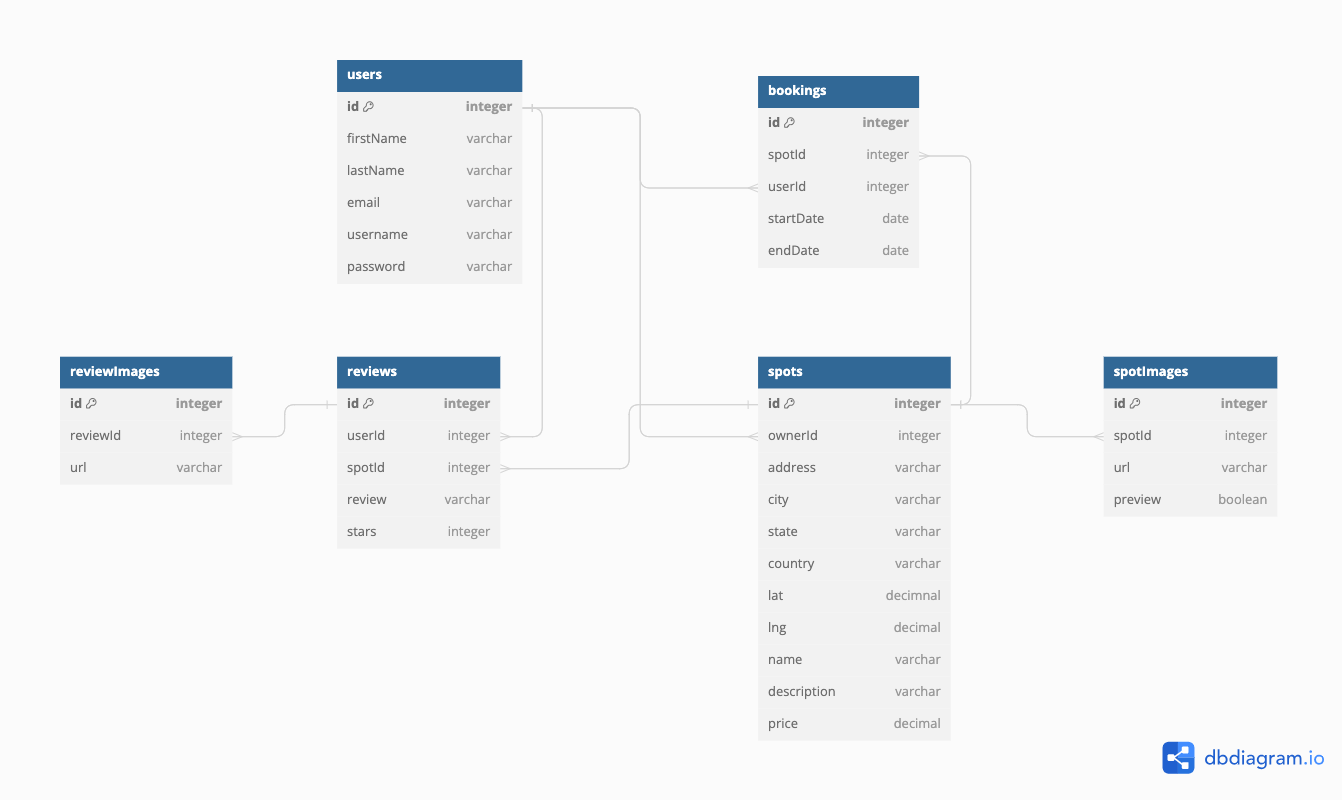 users
id integer
firstName varchar
lastName varchar
email varchar
username varchar
password varchar
bookings
id integer
spotId integer
userId integer
startDate date
endDate date
reviewImages
id integer
reviewId integer
url varchar
reviews
id integer
userId integer
spotId integer
review varchar
stars integer
spots
id integer
ownerId integer
address varchar
city varchar
state varchar
country varchar
lat decimnal
lng decimal
name varchar
description varchar
price decimal
spotImages
id integer
spotId integer
url varchar
preview boolean
dbdiagram.io